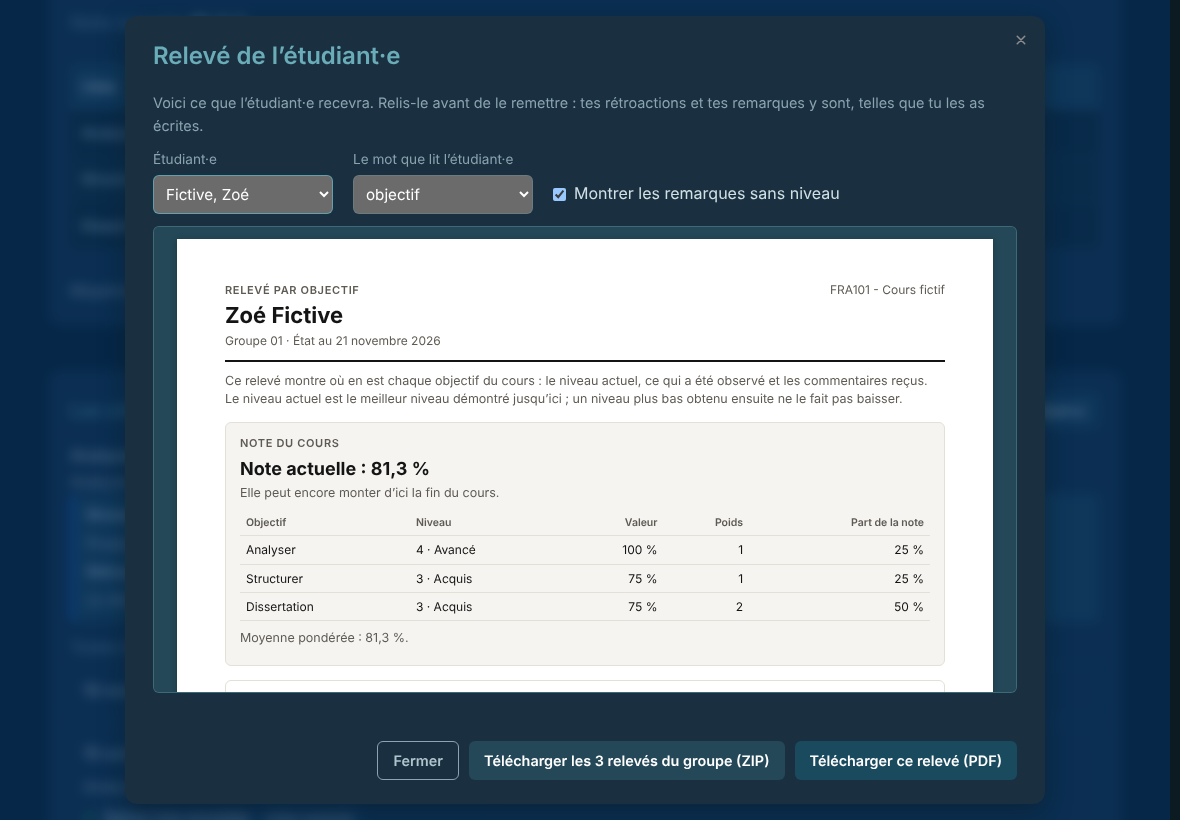 Relevé de l’étudiant·e
×
Voici ce que l’étudiant·e recevra. Relis-le avant de le remettre : tes rétroactions et tes remarques y sont, telles que tu les as
écrites.
Étudiant·e
Le mot que lit l’étudiant·e
Fictive, Zoé
objectif
Montrer les remarques sans niveau
RELEVÉ PAR OBJECTIF
FRA101 - Cours fictif
Zoé Fictive
Groupe 01 · État au 21 novembre 2026
Ce relevé montre où en est chaque objectif du cours : le niveau actuel, ce qui a été observé et les commentaires reçus.
Le niveau actuel est le meilleur niveau démontré jusqu’ici ; un niveau plus bas obtenu ensuite ne le fait pas baisser.
NOTE DU COURS
Note actuelle : 81,3 %
Elle peut encore monter d’ici la fin du cours.
Objectif Niveau Valeur Poids Part de la note
Analyser 4 · Avancé 100 % 1 25 %
Structurer 3 · Acquis 75 % 1 25 %
Dissertation 3 · Acquis 75 % 2 50 %
Moyenne pondérée : 81,3 %.
Fermer
Télécharger les 3 relevés du groupe (ZIP)
Télécharger ce relevé (PDF)